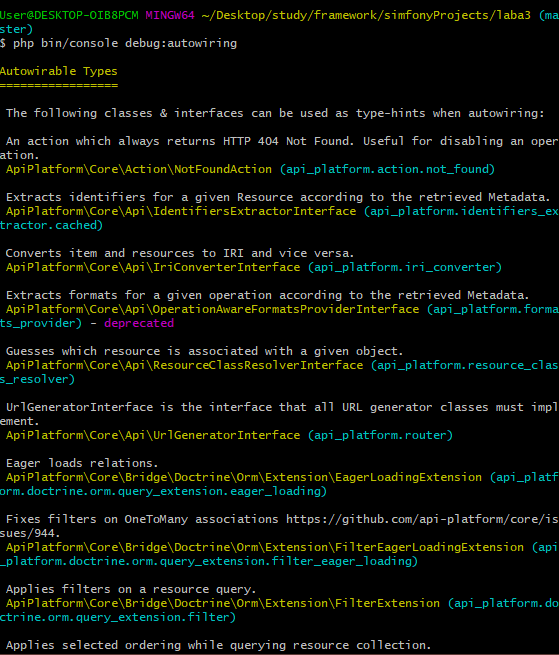 User@DESKTOP-OIB8PCM MINGW64 ~/Desktop/study/framework/simfonyProjects/laba3 (ma
ster)
$ php bin/console debug:autowiring
Autowirable Types
=================
The following classes & interfaces can be used as type-hints when autowiring:
An action which always returns HTTP 404 Not Found. Useful for disabling an oper
ation.
ApiPlatform\Core\Action\NotFoundAction (api_platform.action.not_found)
Extracts identifiers for a given Resource according to the retrieved Metadata.
ApiPlatform\Core\Api\IdentifiersExtractorInterface (api_platform.identifiers_ex
tractor.cached)
Converts item and resources to IRI and vice versa.
ApiPlatform\Core\Api\IriConverterInterface (api_platform.iri_converter)
Extracts formats for a given operation according to the retrieved Metadata.
ApiPlatform\Core\Api\OperationAwareFormatsProviderInterface (api_platform.forma
ts_provider) - deprecated
Guesses which resource is associated with a given object.
ApiPlatform\Core\Api\ResourceClassResolverInterface (api_platform.resource_clas
s_resolver)
UrlGeneratorInterface is the interface that all URL generator classes must impl
ement.
ApiPlatform\Core\Api\UrlGeneratorInterface (api_platform.router)
Eager loads relations.
ApiPlatform\Core\Bridge\Doctrine\Orm\Extension\EagerLoadingExtension (api_platf
orm.doctrine.orm.query_extension.eager_loading)
Fixes filters on OneToMany associations https://github.com/api-platform/core/is
sues/944.
ApiPlatform\Core\Bridge\Doctrine\Orm\Extension\FilterEagerLoadingExtension (api
_platform.doctrine.orm.query_extension.filter_eager_loading)
Applies filters on a resource query.
ApiPlatform\Core\Bridge\Doctrine\Orm\Extension\FilterExtension (api_platform.do
ctrine.orm.query_extension.filter)
Applies selected ordering while querying resource collection.